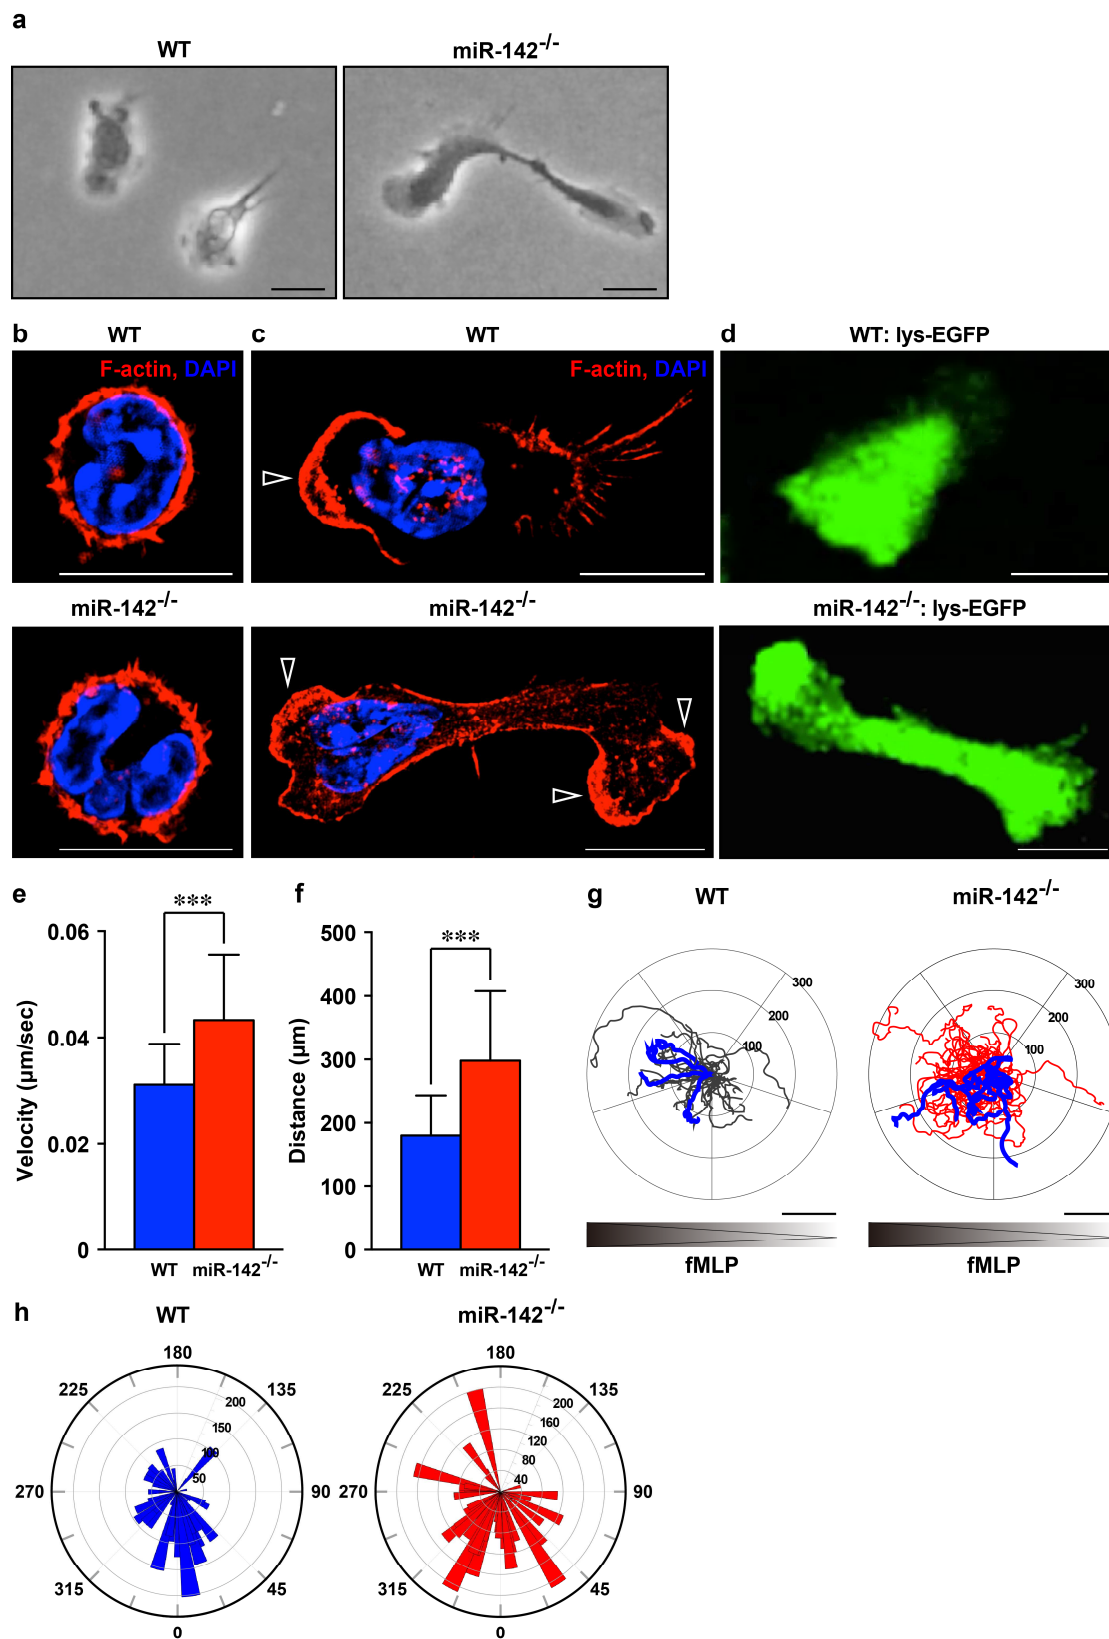 a
WT miR-142-/-
b WT c WT d WT: lys-EGFP
F-actin, DAPI F-actin, DAPI
miR-142-/- miR-142-/- miR-142-/-: lys-EGFP
e f g WT miR-142-/-
***
***
Velocity (μm/sec)
0.06
0.04
0.02
0
WT miR-142-/-
Distance (μm)
500
400
300
200
100
0
WT miR-142-/-
300
200
100
fMLP
300
200
100
fMLP
h WT miR-142-/-
180
225 135
200
150
100
50
270 90
315 45
0
180
225 135
200
160
120
80
40
270 90
315 45
0